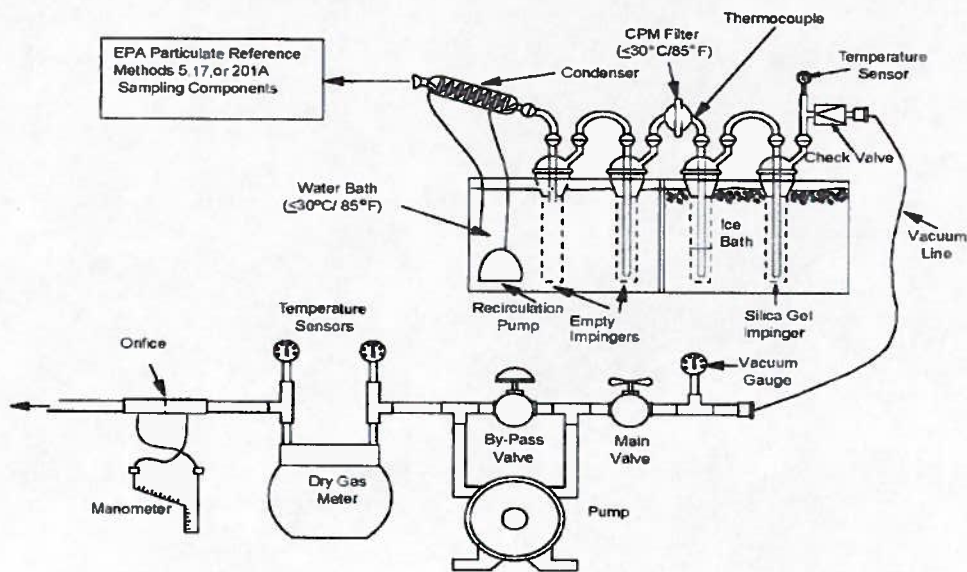 Thermocouple
CPM Filter
(≤30°C/85°F)
EPA Particulate Reference
Methods 5,17,or 201A
Sampling Components
Condenser
Temperature
Sensor
Check Valve
Water Bath
(≤30°C/ 85°F)
Ice
Bath
Vacuum
Line
Recirculation
Pump
Empty
Impingers
Silica Gel
Impinger
Temperature
Sensors
Orifice
Vacuum
Gauge
By-Pass
Valve
Main
Valve
Dry Gas
Meter
Manometer
Pump